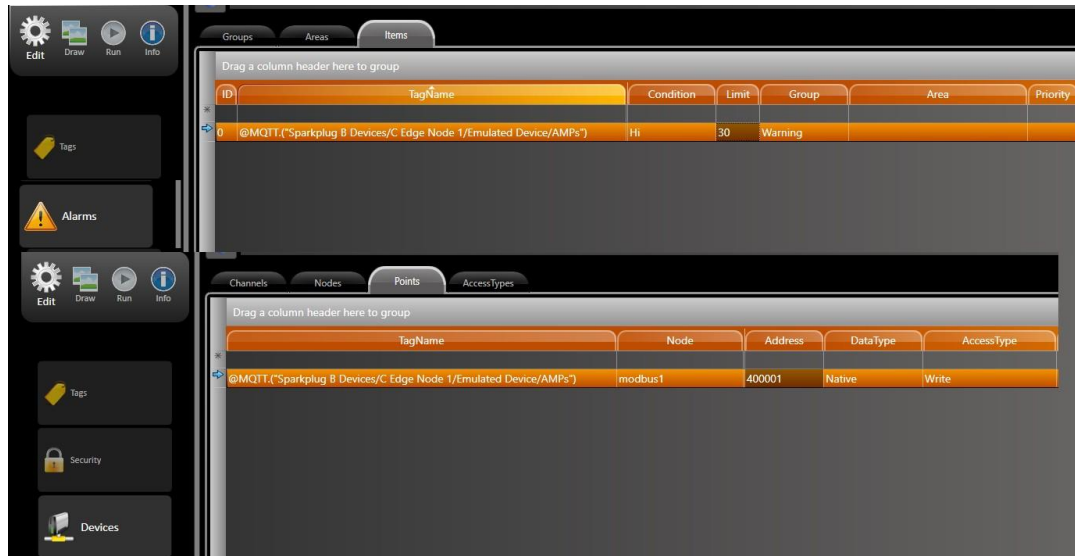 Edit Draw Run Info
Groups Areas Items
Drag a column header here to group
ID TagName Condition Limit Group Area Priority
0 @MQTT.("Sparkplug B Devices/C Edge Node 1/Emulated Device/AMPs") Hi 30 Warning
Tags
Alarms
Edit Draw Run Info
Channels Nodes Points AccessTypes
Drag a column header here to group
TagName Node Address DataType AccessType
@MQTT.("Sparkplug B Devices/C Edge Node 1/Emulated Device/AMPs") modbus1 400001 Native Write
Tags
Security
Devices